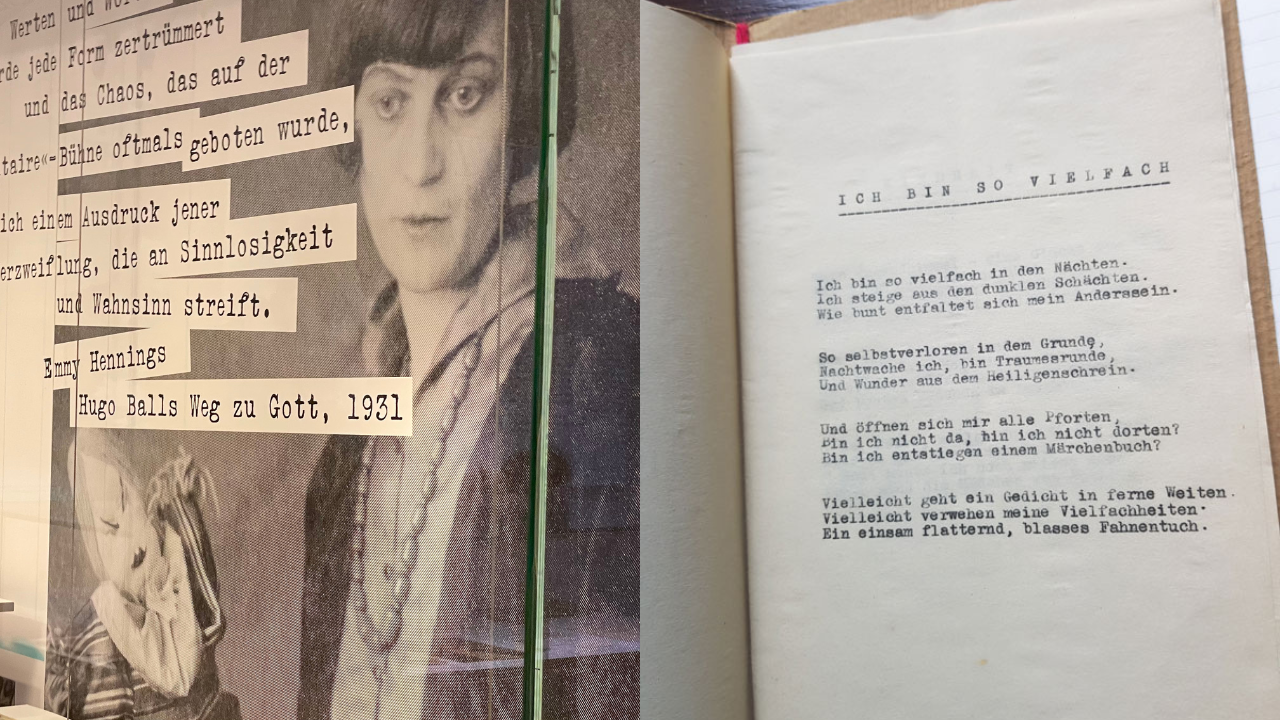 Werten und
jede Form zertrümmert
und das Chaos, das auf der
Bühne oftmals geboten wurde,
einem Ausdruck jener
die an Sinnlosigkeit
und Wahnsinn streift.
Emmy Hennings
Hugo Balls Weg zu Gott, 1931
ICH BIN SO VIELFACH
Ich bin so vielfach in den Nächten.
Ich steige aus den dunklen Schächten.
Wie bunt entfaltet sich mein Anderssein.
So selbstverloren in dem Grunde,
Nachtwache ich, bin Traumesrunde,
Und Wunder aus dem Heiligenschrein.
Und öffnen sich mir alle Pforten,
Bin ich nicht da, bin ich nicht dorten?
Bin ich entstiegen einem Märchenbuch?
Vielleicht geht ein Gedicht in ferne Weiten.
Vielleicht verwehen meine Vielfachheiten.
Ein einsam flatternd, blasses Fahnentuch.